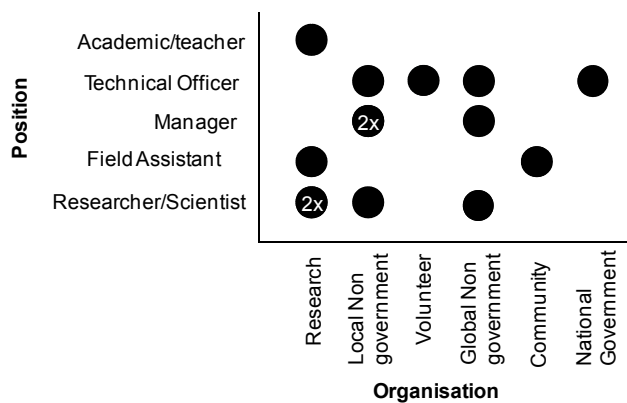 Position
Academic/teacher
Technical Officer
Manager
2x
Field Assistant
Researcher/Scientist
2x
Research
Local Non
government
Volunteer
Global Non
government
Community
National
Government
Organisation